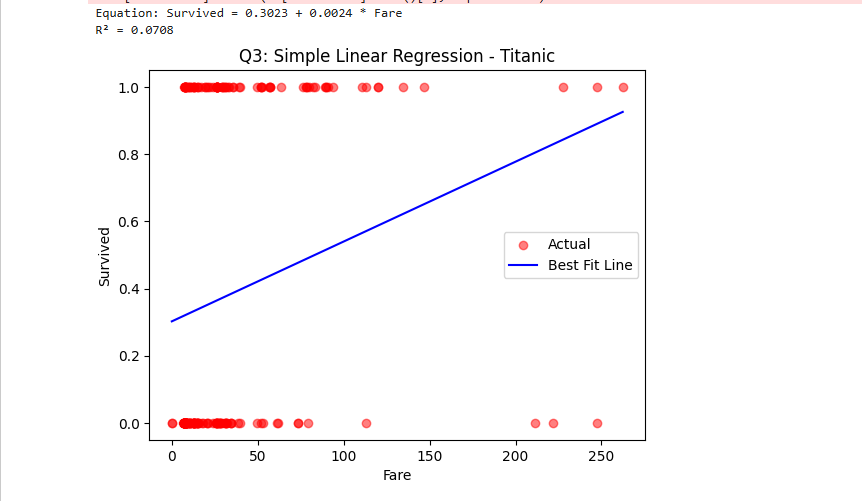 Equation: Survived = 0.3023 + 0.0024 * Fare
R² = 0.0708
Q3: Simple Linear Regression - Titanic
1.0
0.8
0.6
0.4
0.2
0.0
Survived
Actual
Best Fit Line
0 50 100 150 200 250
Fare